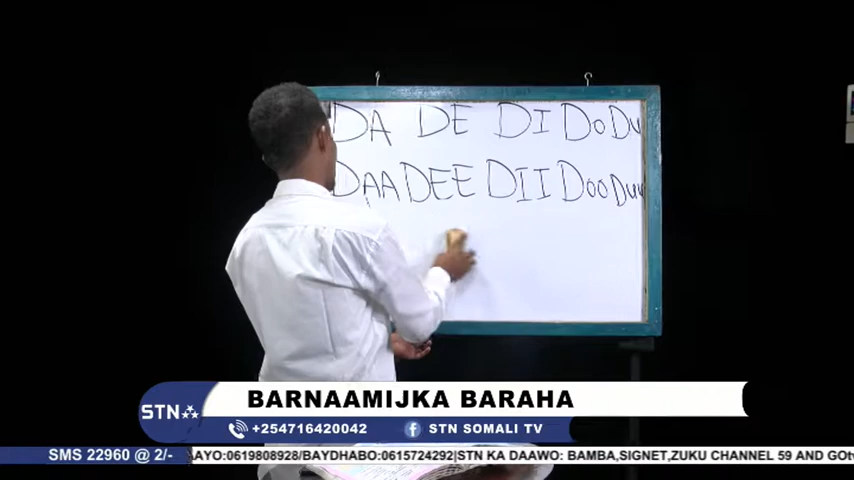 DA DE DI DO DU
DAA DEE DII DOO DUU
BARNAAMIJKA BARAHA
STN
+254716420042
STN SOMALI TV
SMS 22960 @ 2/-
AYO:0619808928/BAYDHABO:0615724292|STN KA DAAWO: BAMBA,SIGNET,ZUKU CHANNEL 59 AND GOtv